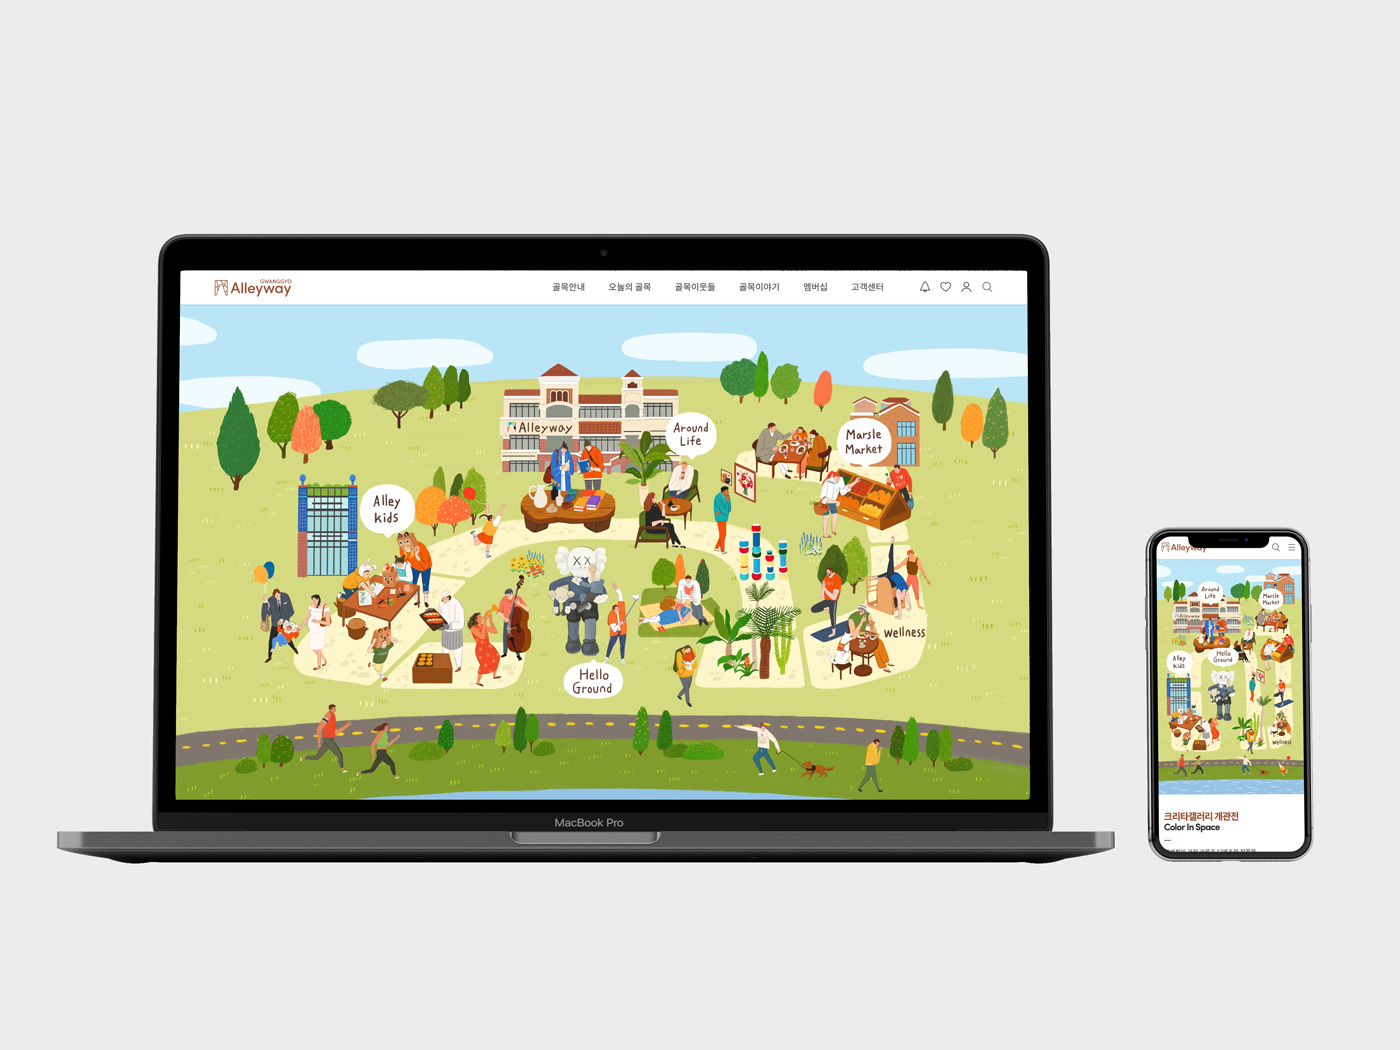 GWANGGYO
Alleyway
골목안내 오늘의 골목 골목이웃들 골목이야기 멤버십 고객센터
Alleyway
Around
Life
Marsle
Market
Alley
kids
wellness
Hello
Ground
MacBook Pro
Alleyway
Around
Life
Marsle
Market
Alleyway
Hello
Ground
Alley
kids
wellness
크리타갤러리 개관전
Color In Space